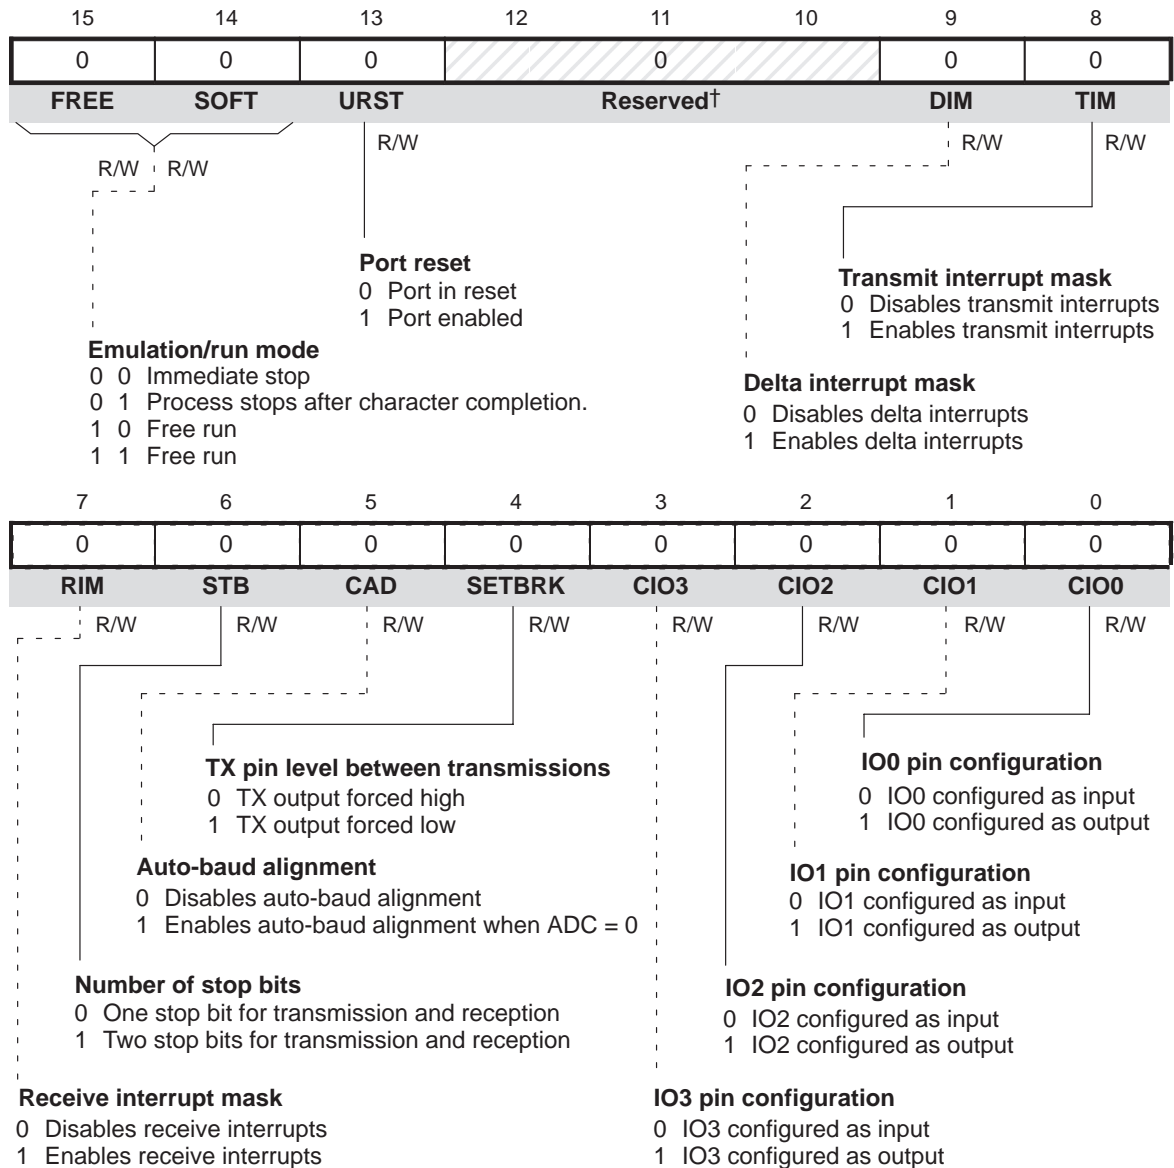 15 14 13 12 11 10 9 8
0 0 0 0 0 0
FREE SOFT URST Reserved† DIM TIM
R/W R/W R/W R/W R/W
Port reset
0 Port in reset
1 Port enabled
Transmit interrupt mask
0 Disables transmit interrupts
1 Enables transmit interrupts
Emulation/run mode
0 0 Immediate stop
0 1 Process stops after character completion.
1 0 Free run
1 1 Free run
Delta interrupt mask
0 Disables delta interrupts
1 Enables delta interrupts
7 6 5 4 3 2 1 0
0 0 0 0 0 0 0 0
RIM STB CAD SETBRK CIO3 CIO2 CIO1 CIO0
R/W R/W R/W R/W R/W R/W R/W R/W
TX pin level between transmissions
0 TX output forced high
1 TX output forced low
IO0 pin configuration
0 IO0 configured as input
1 IO0 configured as output
Auto-baud alignment
0 Disables auto-baud alignment
1 Enables auto-baud alignment when ADC = 0
IO1 pin configuration
0 IO1 configured as input
1 IO1 configured as output
Number of stop bits
0 One stop bit for transmission and reception
1 Two stop bits for transmission and reception
IO2 pin configuration
0 IO2 configured as input
1 IO2 configured as output
Receive interrupt mask
0 Disables receive interrupts
1 Enables receive interrupts
IO3 pin configuration
0 IO3 configured as input
1 IO3 configured as output